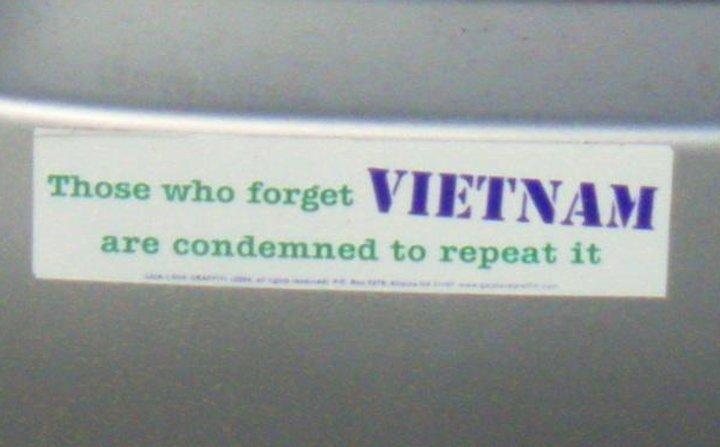 Those who forget VIETNAM
are condemned to repeat it